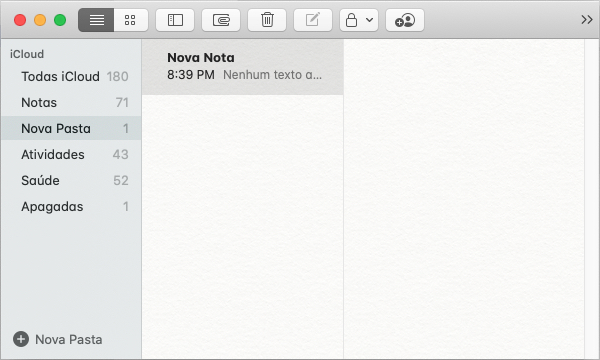 iCloud
Todas iCloud 180
Notas 71
Nova Pasta 1
Atividades 43
Saúde 52
Apagadas 1
Nova Pasta
Nova Nota
8:39 PM Nenhum texto a...